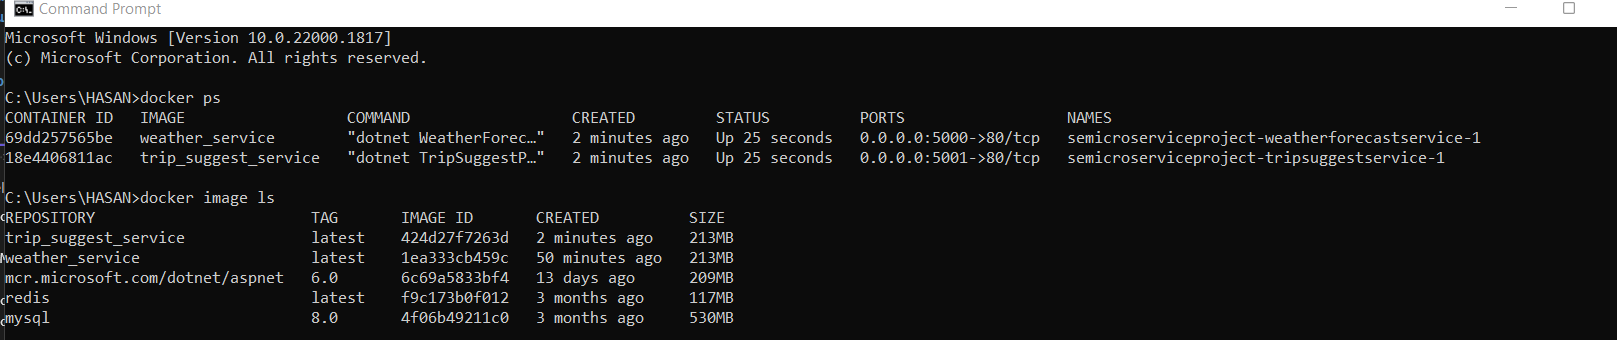 Command Prompt
Microsoft Windows [Version 10.0.22000.1817]
(c) Microsoft Corporation. All rights reserved.
C:\Users\HASAN>docker ps
CONTAINER ID   IMAGE                  COMMAND                  CREATED         STATUS          PORTS                  NAMES
69dd257565be   weather_service        "dotnet WeatherForec…"   2 minutes ago   Up 25 seconds   0.0.0.0:5000->80/tcp   semicroserviceproject-weatherforecastservice-1
18e4406811ac   trip_suggest_service   "dotnet TripSuggestP…"   2 minutes ago   Up 25 seconds   0.0.0.0:5001->80/tcp   semicroserviceproject-tripsuggestservice-1
C:\Users\HASAN>docker image ls
REPOSITORY                        TAG       IMAGE ID       CREATED          SIZE
trip_suggest_service              latest    424d27f7263d   2 minutes ago    213MB
weather_service                   latest    1ea333cb459c   50 minutes ago   213MB
mcr.microsoft.com/dotnet/aspnet   6.0       6c69a5833bf4   13 days ago      209MB
redis                             latest    f9c173b0f012   3 months ago     117MB
mysql                             8.0       4f06b49211c0   3 months ago     530MB